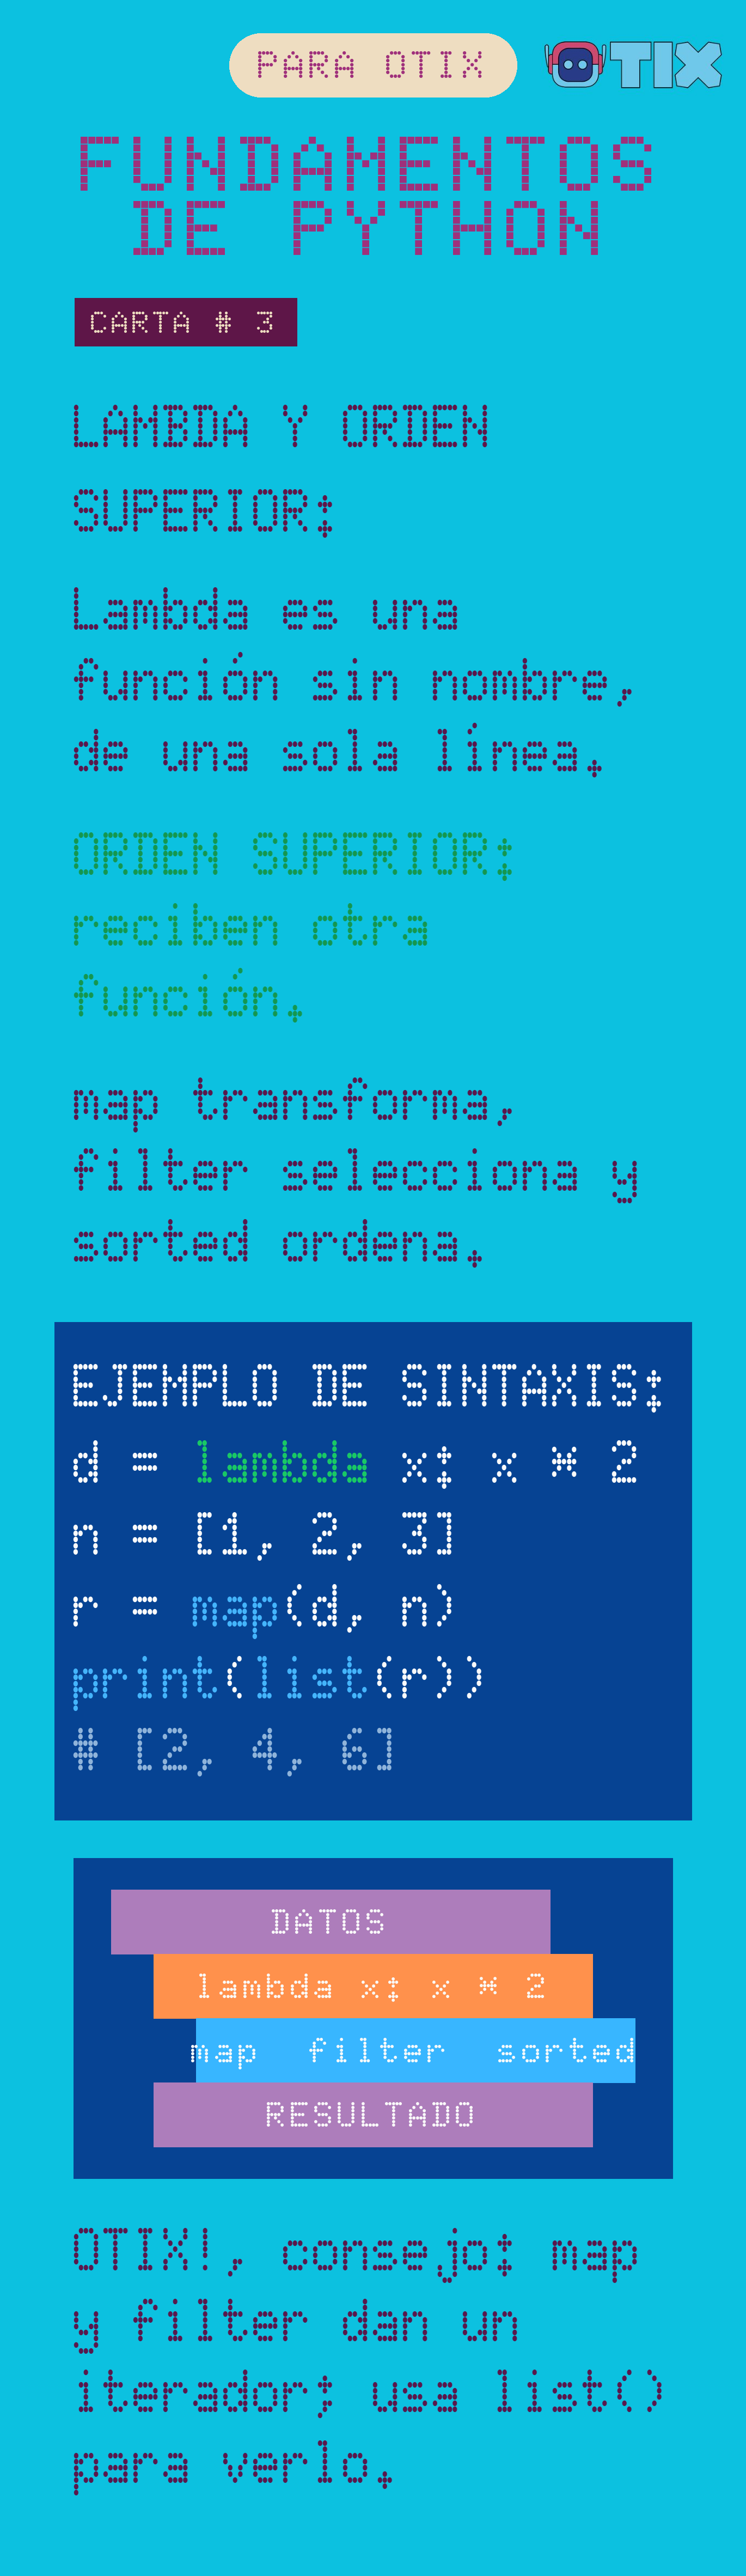 PARA OTIX
OTIX
FUNDAMENTOS
DE PYTHON
CARTA # 3
LAMBDA Y ORDEN
SUPERIOR:
Lambda es una
función sin nombre,
de una sola línea.
ORDEN SUPERIOR:
reciben otra
función.
map transforma,
filter selecciona y
sorted ordena.
EJEMPLO DE SINTAXIS:
d = lambda x: x * 2
n = [1, 2, 3]
r = map(d, n)
print(list(r))
# [2, 4, 6]
DATOS
lambda x: x * 2
map filter sorted
RESULTADO
OTIX!, consejo: map
y filter dan un
iterador; usa list()
para verlo.